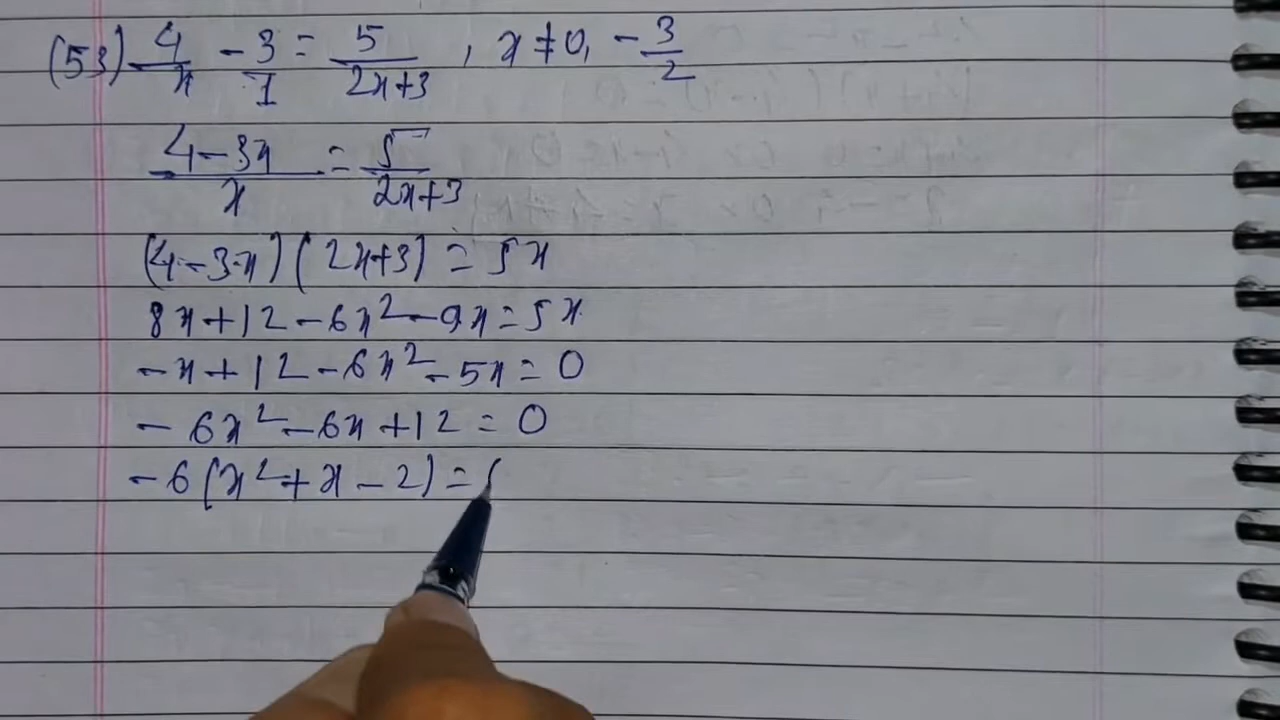 (53) 4/x - 3/1 = 5/2x+3 , x ≠ 0, - 3/2
4-3x/x = 5/2x+3
(4-3x)(2x+3) = 5x
8x+12-6x²-9x=5x
-x+12-6x²-5x=0
-6x²-6x+12=0
-6(x²+x-2)=